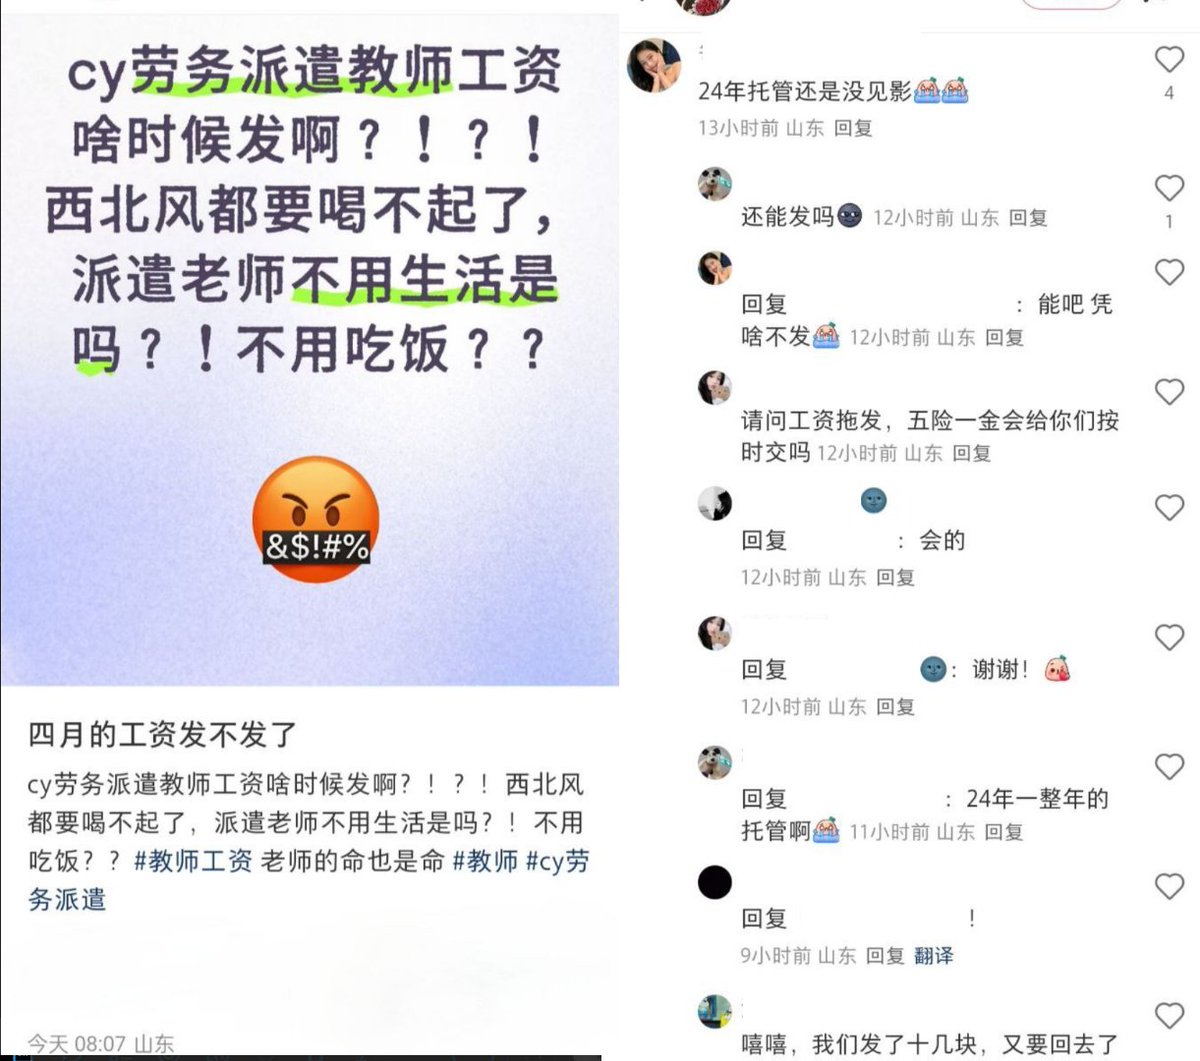 cy劳务派遣教师工资
啥时候发啊？！？！
西北风都要喝不起了，
派遣老师不用生活是
吗？！不用吃饭？？
&$!#%
四月的工资发不发了
cy劳务派遣教师工资啥时候发啊？！？！西北风
都要喝不起了，派遣老师不用生活是吗？！不用
吃饭？？#教师工资 老师的命也是命 #教师 #cy劳
务派遣
今天 08:07 山东
24年托管还是没见影
4
13小时前 山东 回复
还能发吗 12小时前 山东 回复
1
回复 ：能吧 凭
啥不发 12小时前 山东 回复
请问工资拖发，五险一金会给你们按
时交吗 12小时前 山东 回复
回复 ：会的
12小时前 山东 回复
回复 ：谢谢！
12小时前 山东 回复
回复 ：24年一整年的
托管啊 11小时前 山东 回复
回复 ！
9小时前 山东 回复 翻译
嘻嘻，我们发了十几块，又要回去了